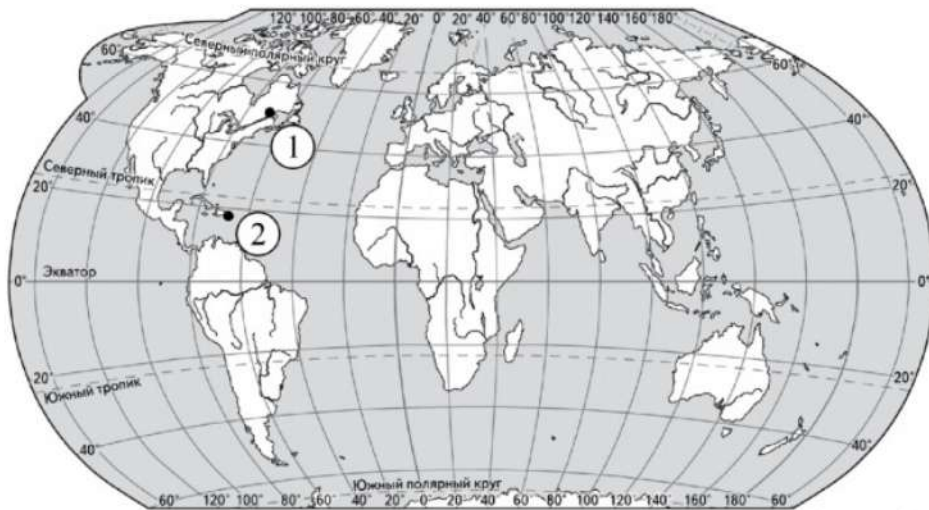 120° 100° 80° 60° 40° 20° 0° 20° 40° 60° 80° 100° 120° 140° 160° 180°
60° Северный полярный круг 60°
40° 40°
Северный тропик
1
20° 20°
2
Экватор
0° 0°
20° 20°
Южный тропик
40° 40°
Южный полярный круг
60° 120° 100° 80° 60 40 20 0 20 40 60 80 100 120 140 160 60°